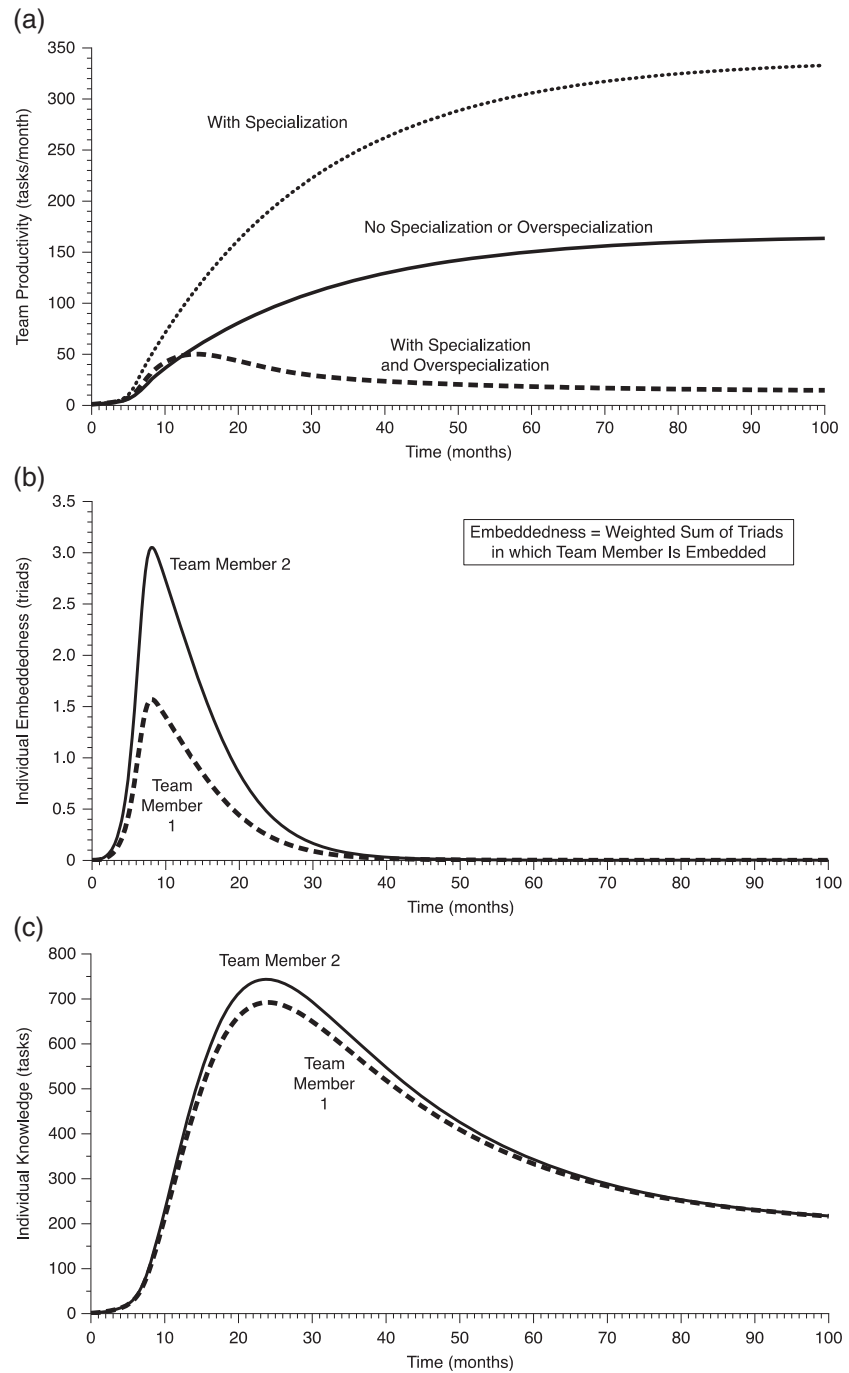 (a)
350
300
250
200
150
100
50
0
Team Productivity (tasks/month)
With Specialization
No Specialization or Overspecialization
With Specialization
and Overspecialization
0 10 20 30 40 50 60 70 80 90 100
Time (months)
(b)
3.5
3.0
2.5
2.0
1.5
1.0
0.5
0
Individual Embeddedness (triads)
Embeddedness = Weighted Sum of Triads
in which Team Member Is Embedded
Team Member 2
Team
Member
1
0 10 20 30 40 50 60 70 80 90 100
Time (months)
(c)
800
700
600
500
400
300
200
100
0
Individual Knowledge (tasks)
Team Member 2
Team
Member
1
0 10 20 30 40 50 60 70 80 90 100
Time (months)